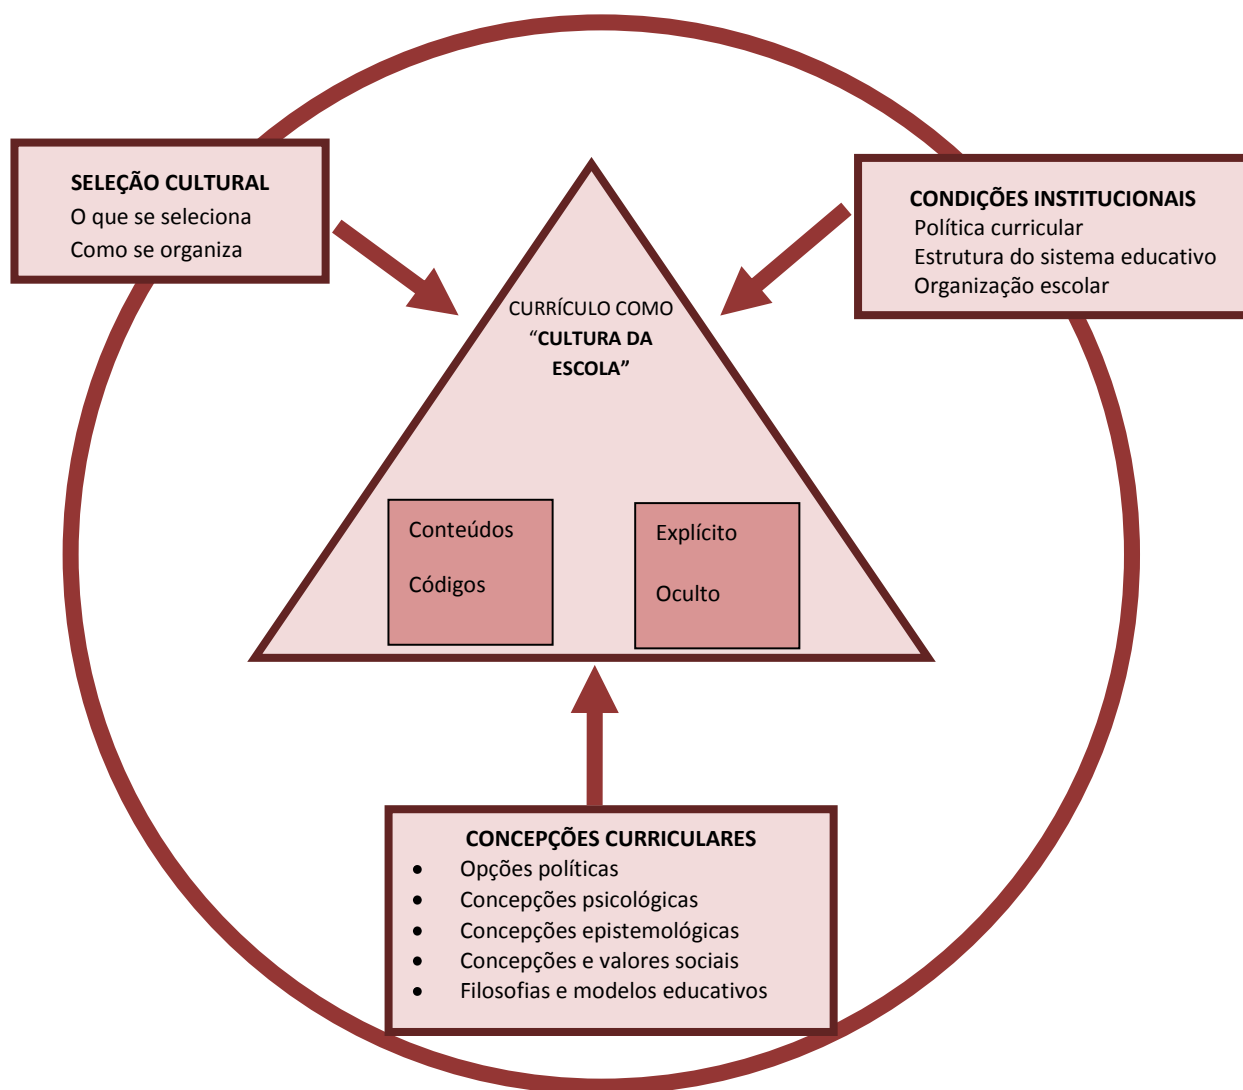 SELEÇÃO CULTURAL
O que se seleciona
Como se organiza
CONDIÇÕES INSTITUCIONAIS
Política curricular
Estrutura do sistema educativo
Organização escolar
CURRÍCULO COMO
“CULTURA DA
ESCOLA”
Conteúdos
Códigos
Explícito
Oculto
CONCEPÇÕES CURRICULARES
• Opções políticas
• Concepções psicológicas
• Concepções epistemológicas
• Concepções e valores sociais
• Filosofias e modelos educativos